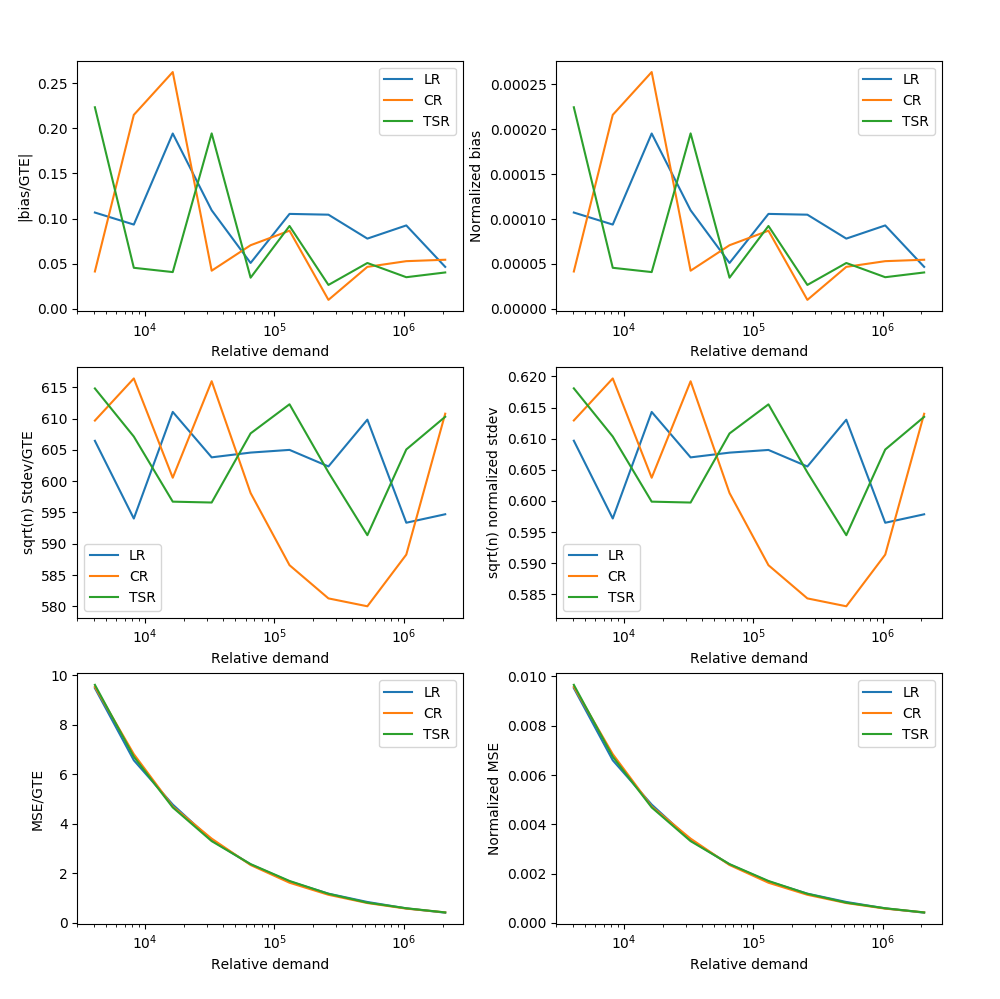 |bias/GTE|
0.25
0.20
0.15
0.10
0.05
0.00
LR
CR
TSR
10^4
10^5
10^6
Relative demand
Normalized bias
0.00025
0.00020
0.00015
0.00010
0.00005
0.00000
LR
CR
TSR
10^4
10^5
10^6
Relative demand
sqrt(n) Stdev/GTE
615
610
605
600
595
590
585
580
LR
CR
TSR
10^4
10^5
10^6
Relative demand
sqrt(n) normalized stdev
0.620
0.615
0.610
0.605
0.600
0.595
0.590
0.585
LR
CR
TSR
10^4
10^5
10^6
Relative demand
MSE/GTE
10
8
6
4
2
0
LR
CR
TSR
10^4
10^5
10^6
Relative demand
Normalized MSE
0.010
0.008
0.006
0.004
0.002
0.000
LR
CR
TSR
10^4
10^5
10^6
Relative demand